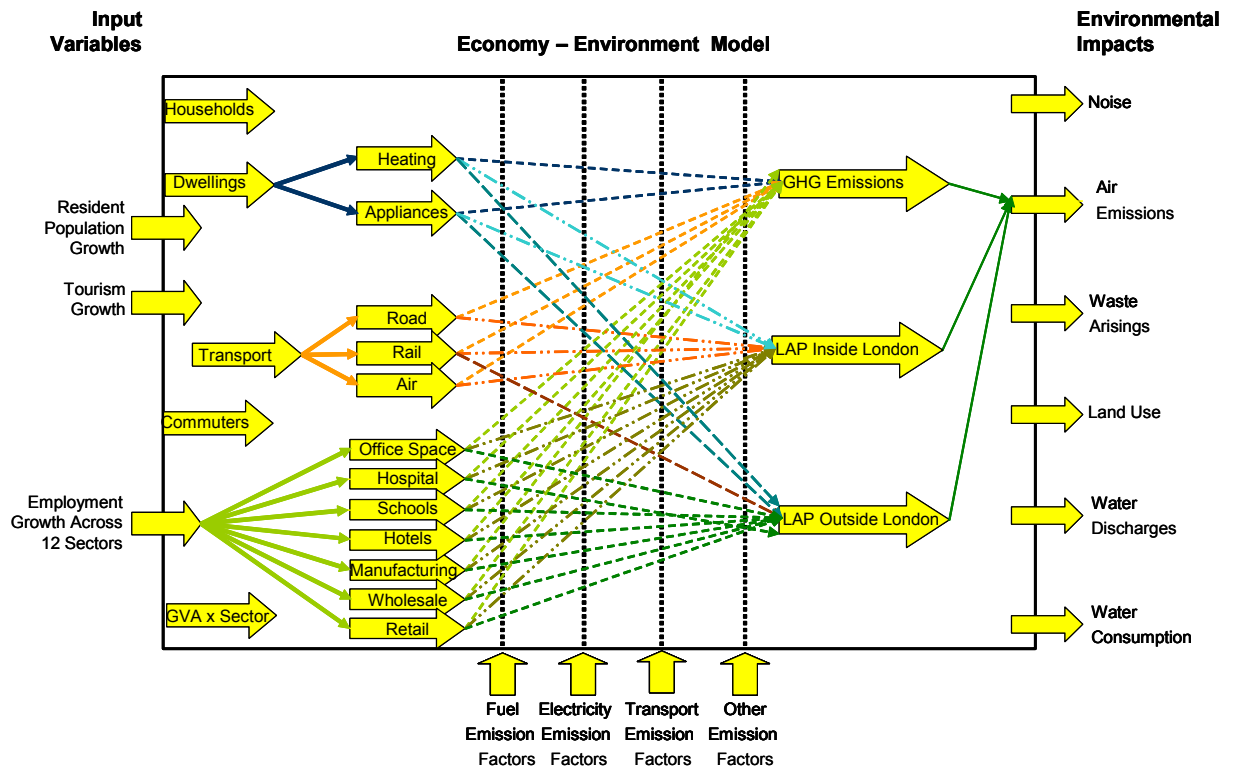 Input
Variables
Economy – Environment Model
Environmental
Impacts
Households
Dwellings
Resident
Population
Growth
Tourism
Growth
Transport
Commuters
Employment
Growth Across
12 Sectors
GVA x Sector
Heating
Appliances
Road
Rail
Air
Office Space
Hospital
Schools
Hotels
Manufacturing
Wholesale
Retail
GHG Emissions
LAP Inside London
LAP Outside London
Noise
Air
Emissions
Waste
Arisings
Land Use
Water
Discharges
Water
Consumption
Fuel
Emission
Factors
Electricity
Emission
Factors
Transport
Emission
Factors
Other
Emission
Factors